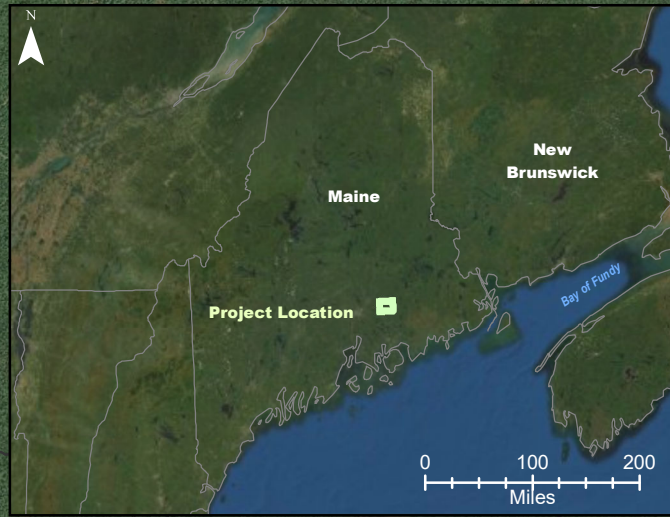 N
New
Brunswick
Maine
Bay of Fundy
Project Location
0 100 200
Miles